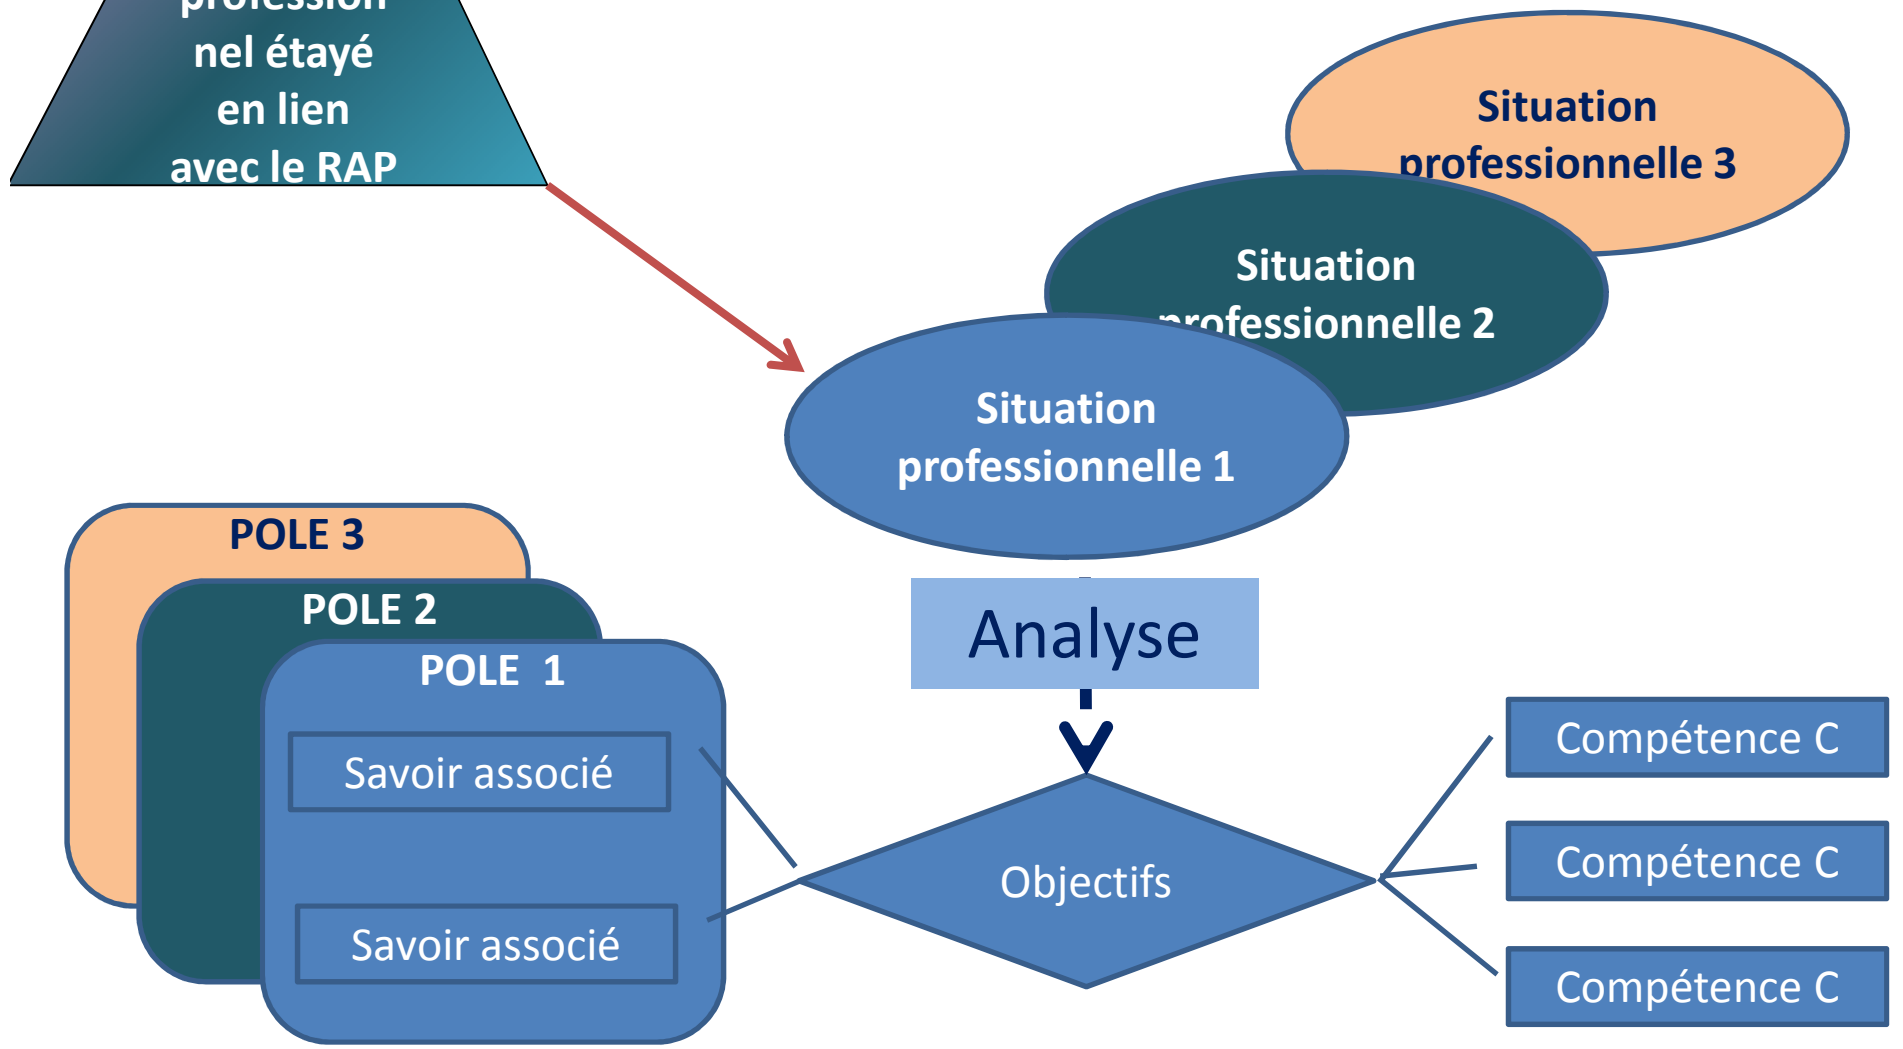 profession
nel étayé
en lien
avec le RAP
Situation
professionnelle 3
Situation
professionnelle 2
Situation
professionnelle 1
POLE 3
POLE 2
POLE 1
Savoir associé
Savoir associé
Analyse
Objectifs
Compétence C
Compétence C
Compétence C